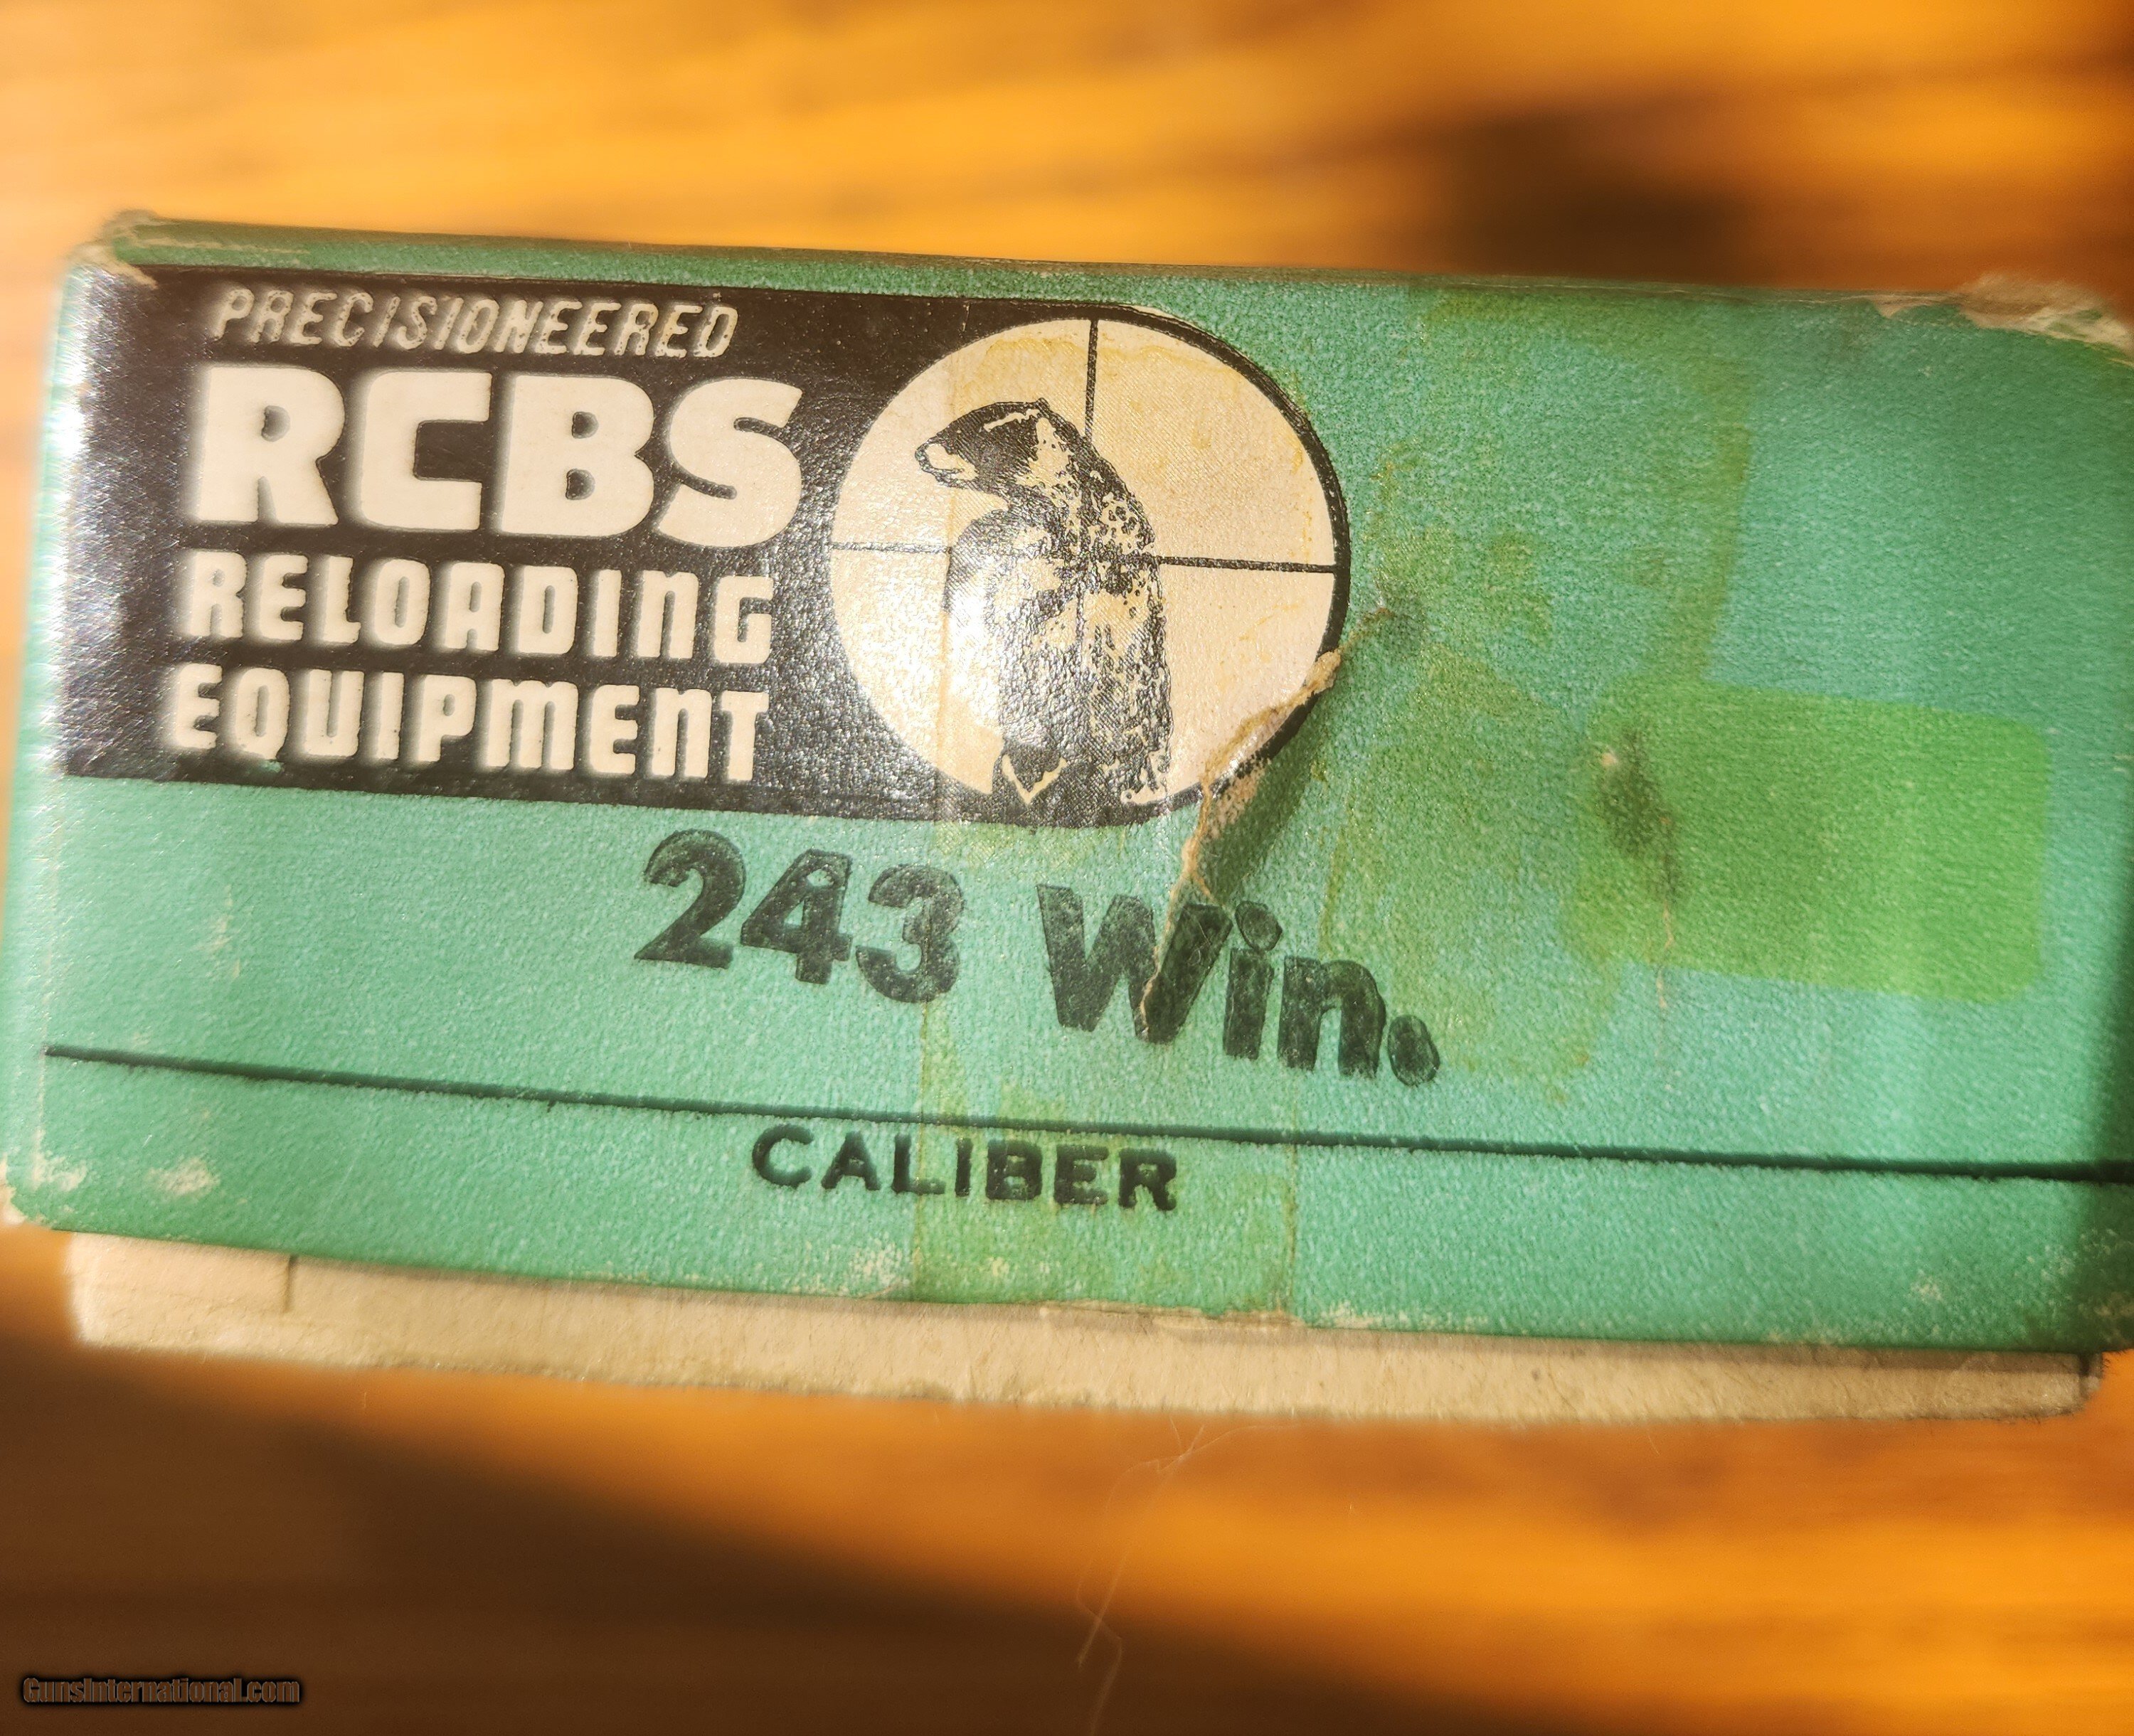 PRECISIONEERED
RCBS
RELOADING
EQUIPMENT
243 Win.
CALIBER
GunsInternational.com